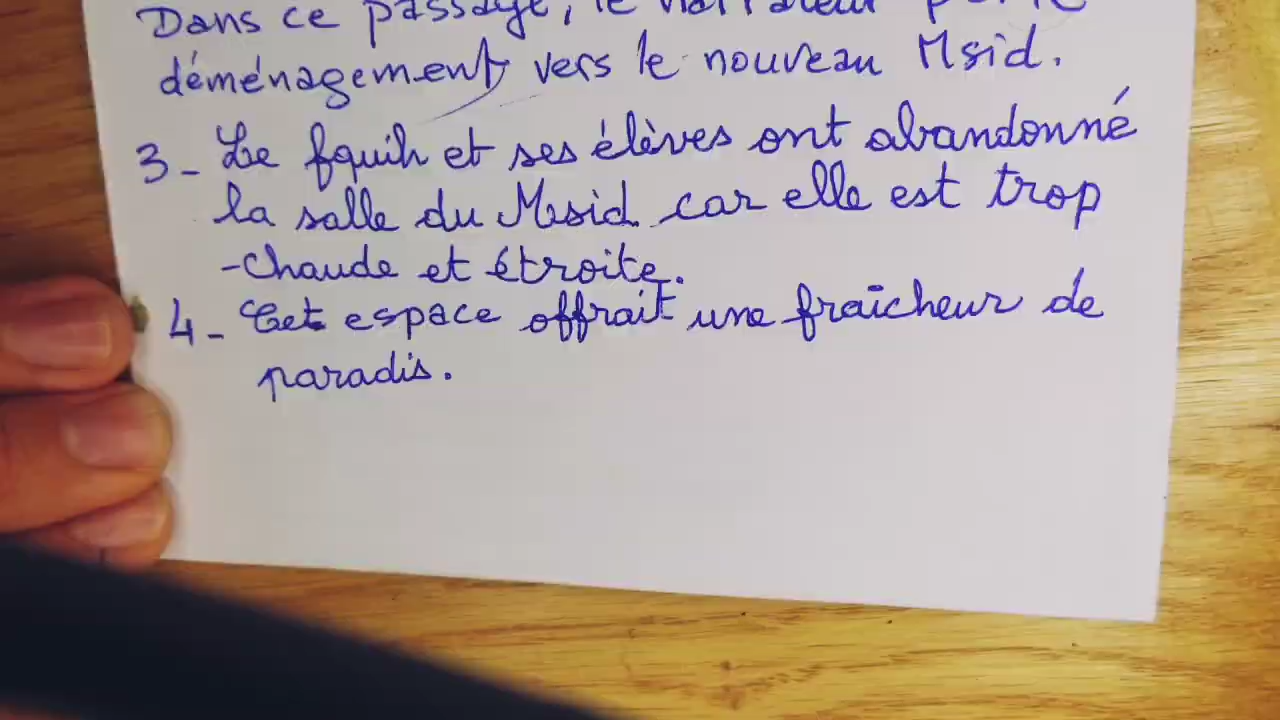 Dans ce passage, le narrateur
déménagement vers le nouveau Msid.
3- Le fquih et ses élèves ont abandonné
la salle du Msid car elle est trop
-chaude et étroite.
4- Cet espace offrait une fraîcheur de
paradis.